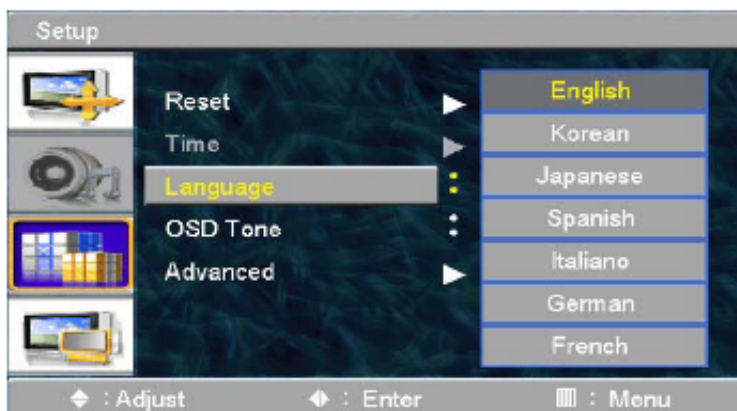 Setup
Reset
Time
Language :
OSD Tone :
Advanced
English
Korean
Japanese
Spanish
Italiano
German
French
: Adjust : Enter : Menu